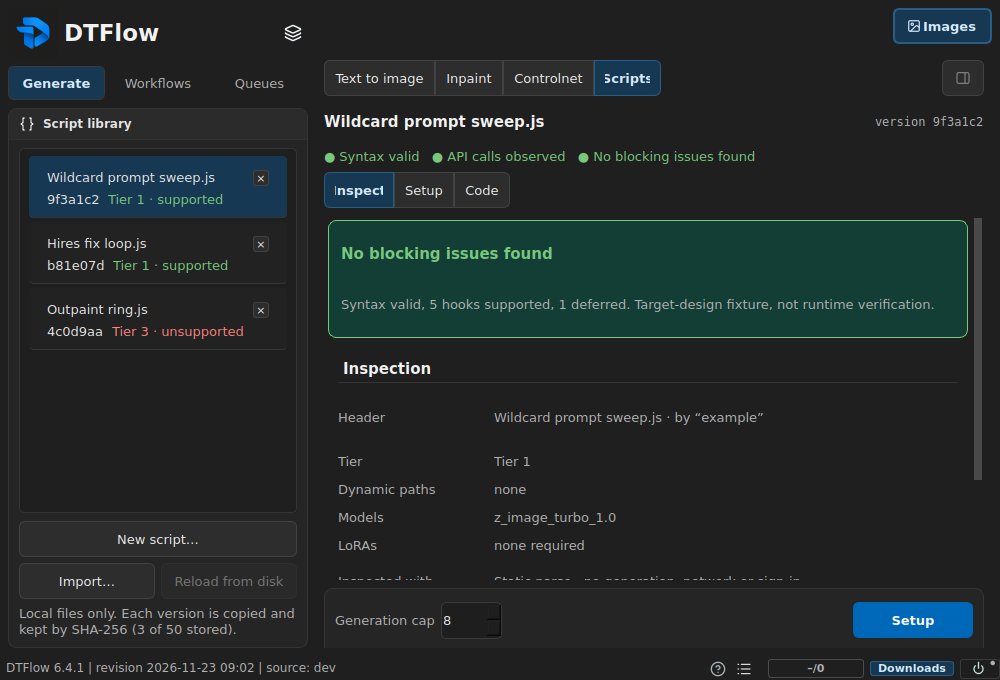 DTFlow
Images
Generate
Workflows
Queues
Text to image
Inpaint
Controlnet
Scripts
{ } Script library
Wildcard prompt sweep.js
9f3a1c2 Tier 1 · supported
Hires fix loop.js
b81e07d Tier 1 · supported
Outpaint ring.js
4c0d9aa Tier 3 · unsupported
New script…
Import…
Reload from disk
Local files only. Each version is copied and
kept by SHA-256 (3 of 50 stored).
Wildcard prompt sweep.js
version 9f3a1c2
Syntax valid
API calls observed
No blocking issues found
Inspect
Setup
Code
No blocking issues found
Syntax valid, 5 hooks supported, 1 deferred. Target-design fixture, not runtime verification.
Inspection
Header Wildcard prompt sweep.js · by “example”
Tier Tier 1
Dynamic paths none
Models z_image_turbo_1.0
LoRAs none required
Inspected with Static parse
Generation cap 8
Setup
DTFlow 6.4.1 | revision 2026-11-23 09:02 | source: dev
–/0
Downloads